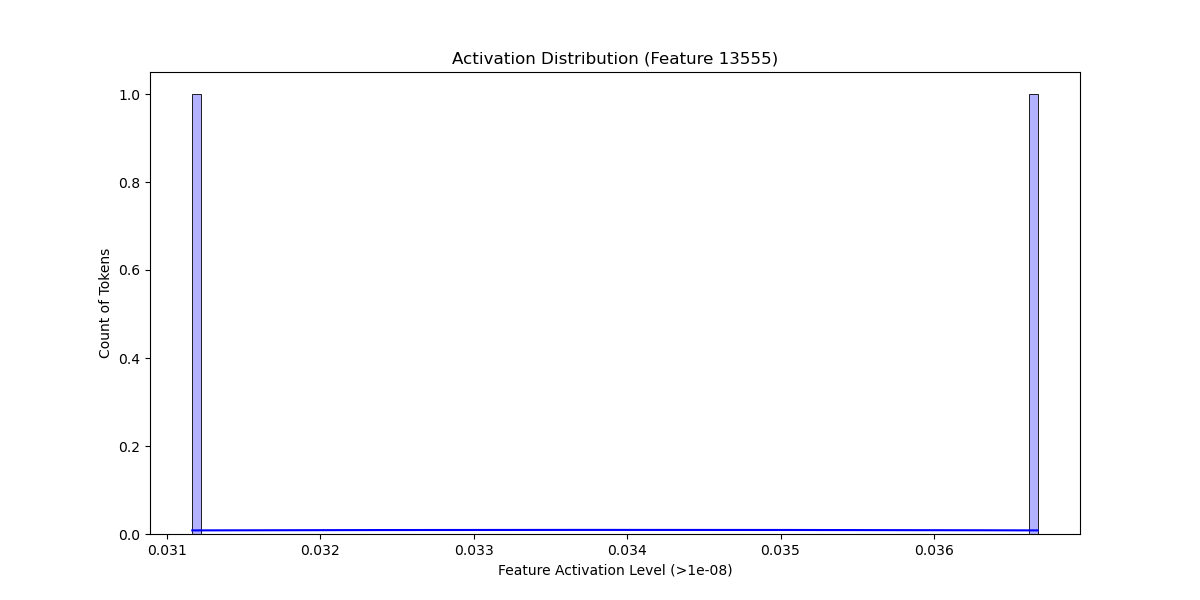 Activation Distribution (Feature 13555)
Count of Tokens
1.0
0.8
0.6
0.4
0.2
0.0
0.031 0.032 0.033 0.034 0.035 0.036
Feature Activation Level (>1e-08)